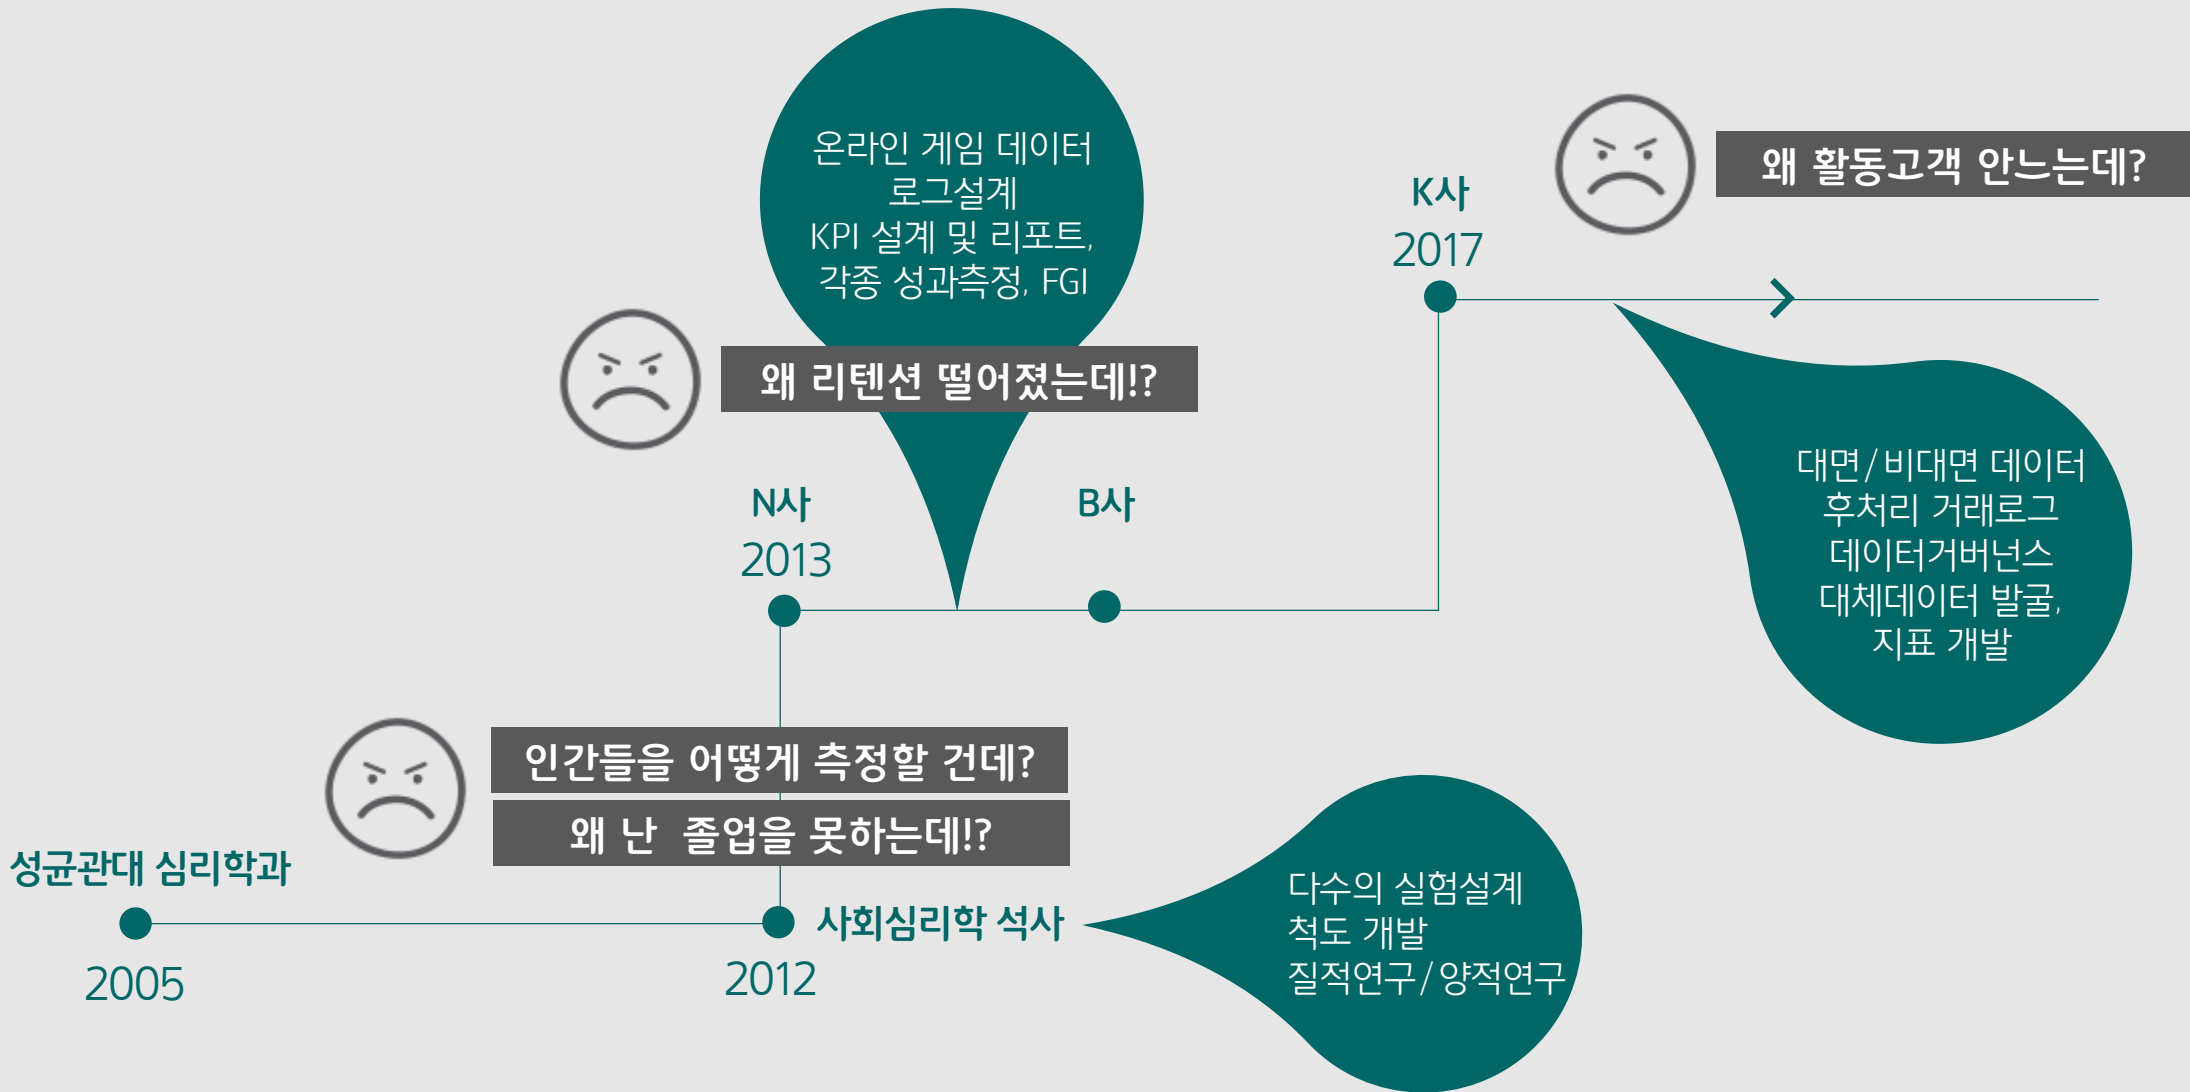 온라인 게임 데이터
로그설계
KPI 설계 및 리포트,
각종 성과측정, FGI
왜 리텐션 떨어졌는데!?
K사
2017
왜 활동고객 안느는데?
대면/비대면 데이터
후처리 거래로그
데이터거버넌스
대체데이터 발굴,
지표 개발
N사
2013
B사
인간들을 어떻게 측정할 건데?
왜 난 졸업을 못하는데!?
성균관대 심리학과
2005
사회심리학 석사
2012
다수의 실험설계
척도 개발
질적연구/양적연구